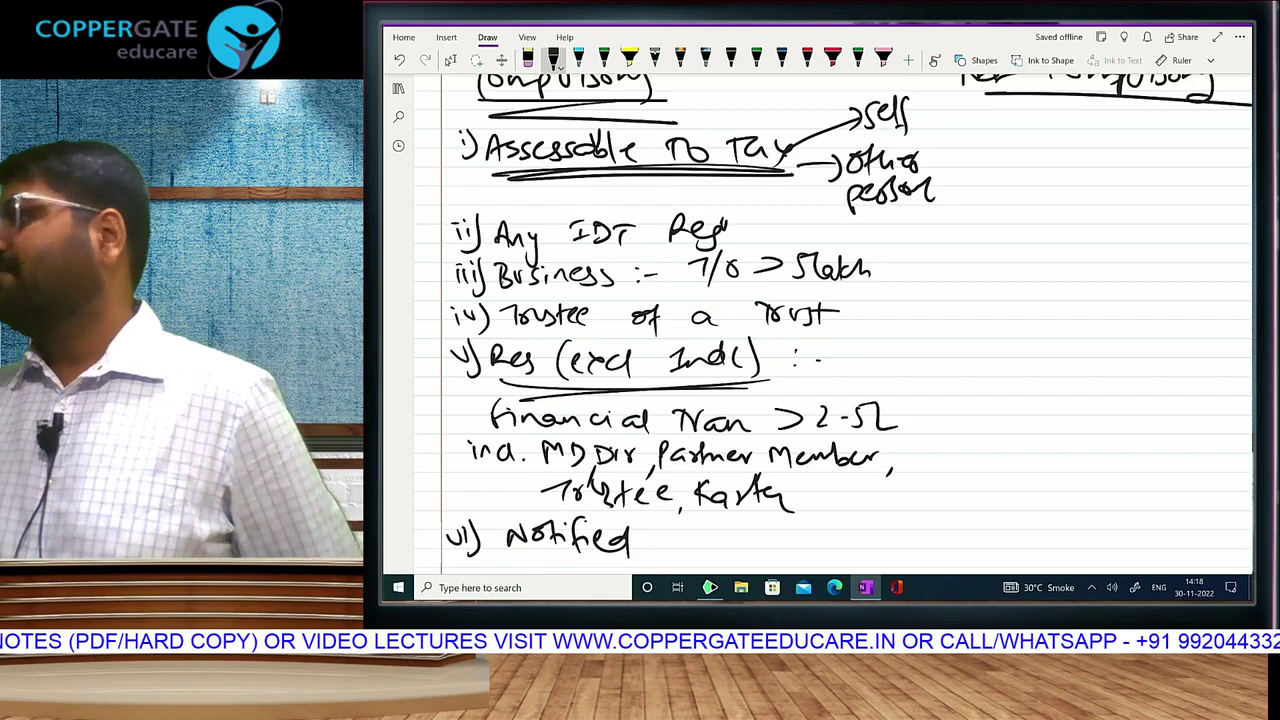 COPPERGATE
educare
Home Insert Draw View Help
Saved offline
Share
Shapes
Ink to Shape
Ink to Text
Ruler
Compulsory
i) Assessable To Tax
self
other
person
ii) Any IDT Reg
iii) Business :- T/O > 5lakh
iv) Trustee of a Trust
v) Res (excl Indl) :-
Financial Tran > 2.5L
incl. MD, Dir, Partner Member,
Trustee, Karta
vi) Notified
Type here to search
30°C Smoke
ENG
14:18
30-11-2022
NOTES (PDF/HARD COPY) OR VIDEO LECTURES VISIT WWW.COPPERGATEEDUCARE.IN OR CALL/WHATSAPP - +91 992044332